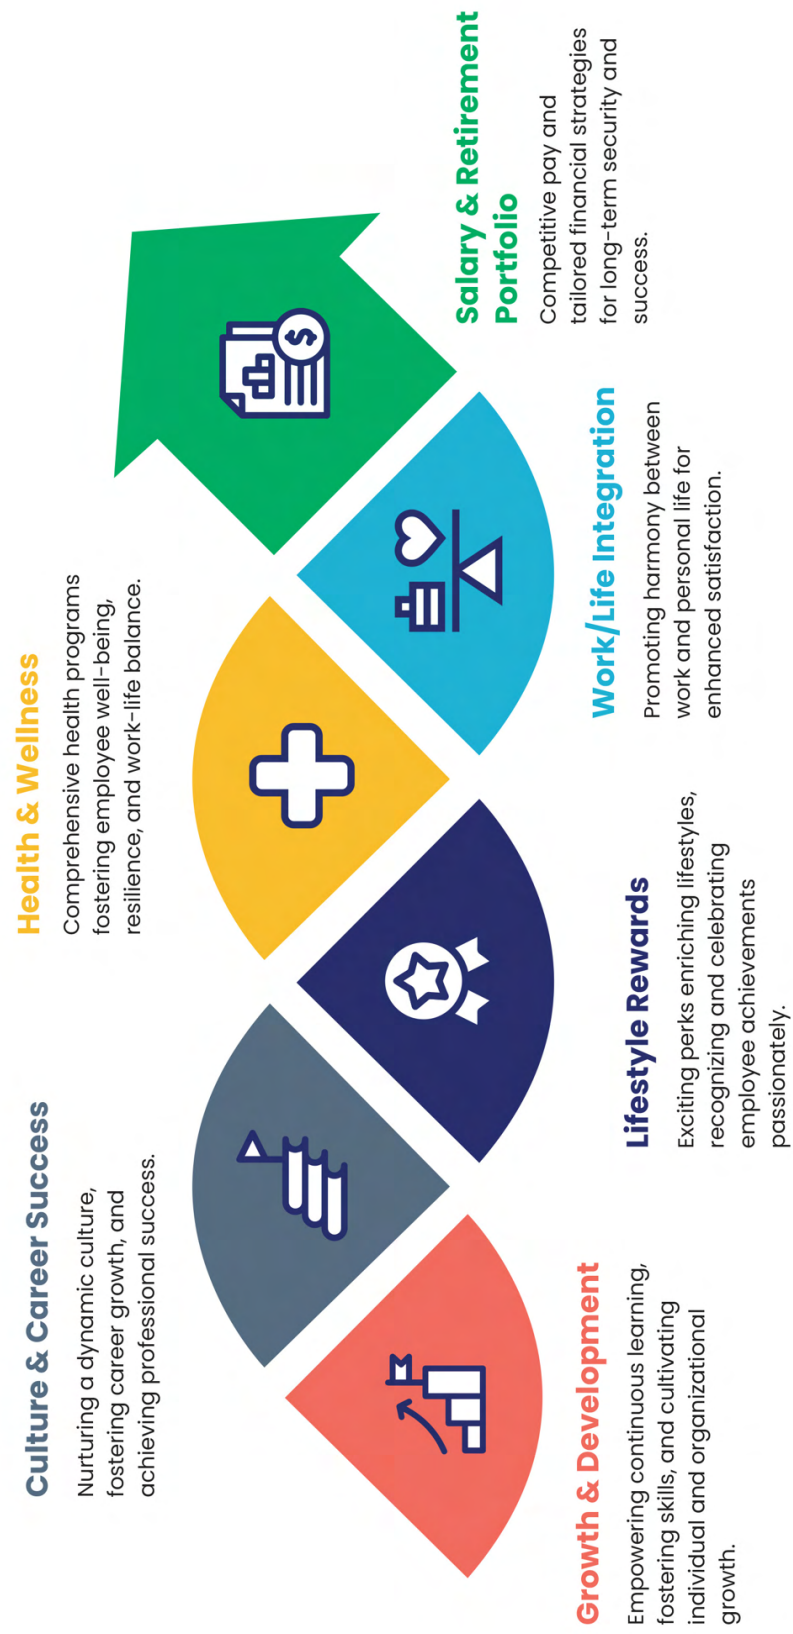 Culture & Career Success
Nurturing a dynamic culture,
fostering career growth, and
achieving professional success.
Health & Wellness
Comprehensive health programs
fostering employee well-being,
resilience, and work-life balance.
Growth & Development
Empowering continuous learning,
fostering skills, and cultivating
individual and organizational
growth.
Lifestyle Rewards
Exciting perks enriching lifestyles,
recognizing and celebrating
employee achievements
passionately.
Work/Life Integration
Promoting harmony between
work and personal life for
enhanced satisfaction.
Salary & Retirement
Portfolio
Competitive pay and
tailored financial strategies
for long-term security and
success.
$